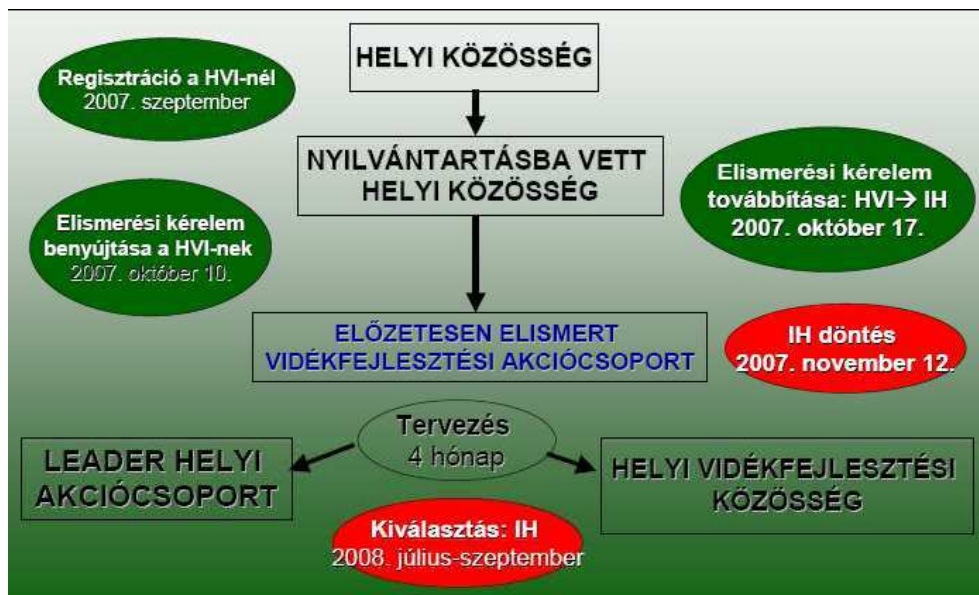 HELYI KÖZÖSSÉG
Regisztráció a HVI-nél
2007. szeptember
NYILVÁNTARTÁSBA VETT
HELYI KÖZÖSSÉG
Elismerési kérelem
továbbítása: HVI→ IH
2007. október 17.
Elismerési kérelem
benyújtása a HVI-nek
2007. október 10.
ELŐZETESEN ELISMERT
VIDÉKFEJLESZTÉSI AKCIÓCSOPORT
IH döntés
2007. november 12.
Tervezés
4 hónap
LEADER HELYI
AKCIÓCSOPORT
HELYI VIDÉKFEJLESZTÉSI
KÖZÖSSÉG
Kiválasztás: IH
2008. július-szeptember